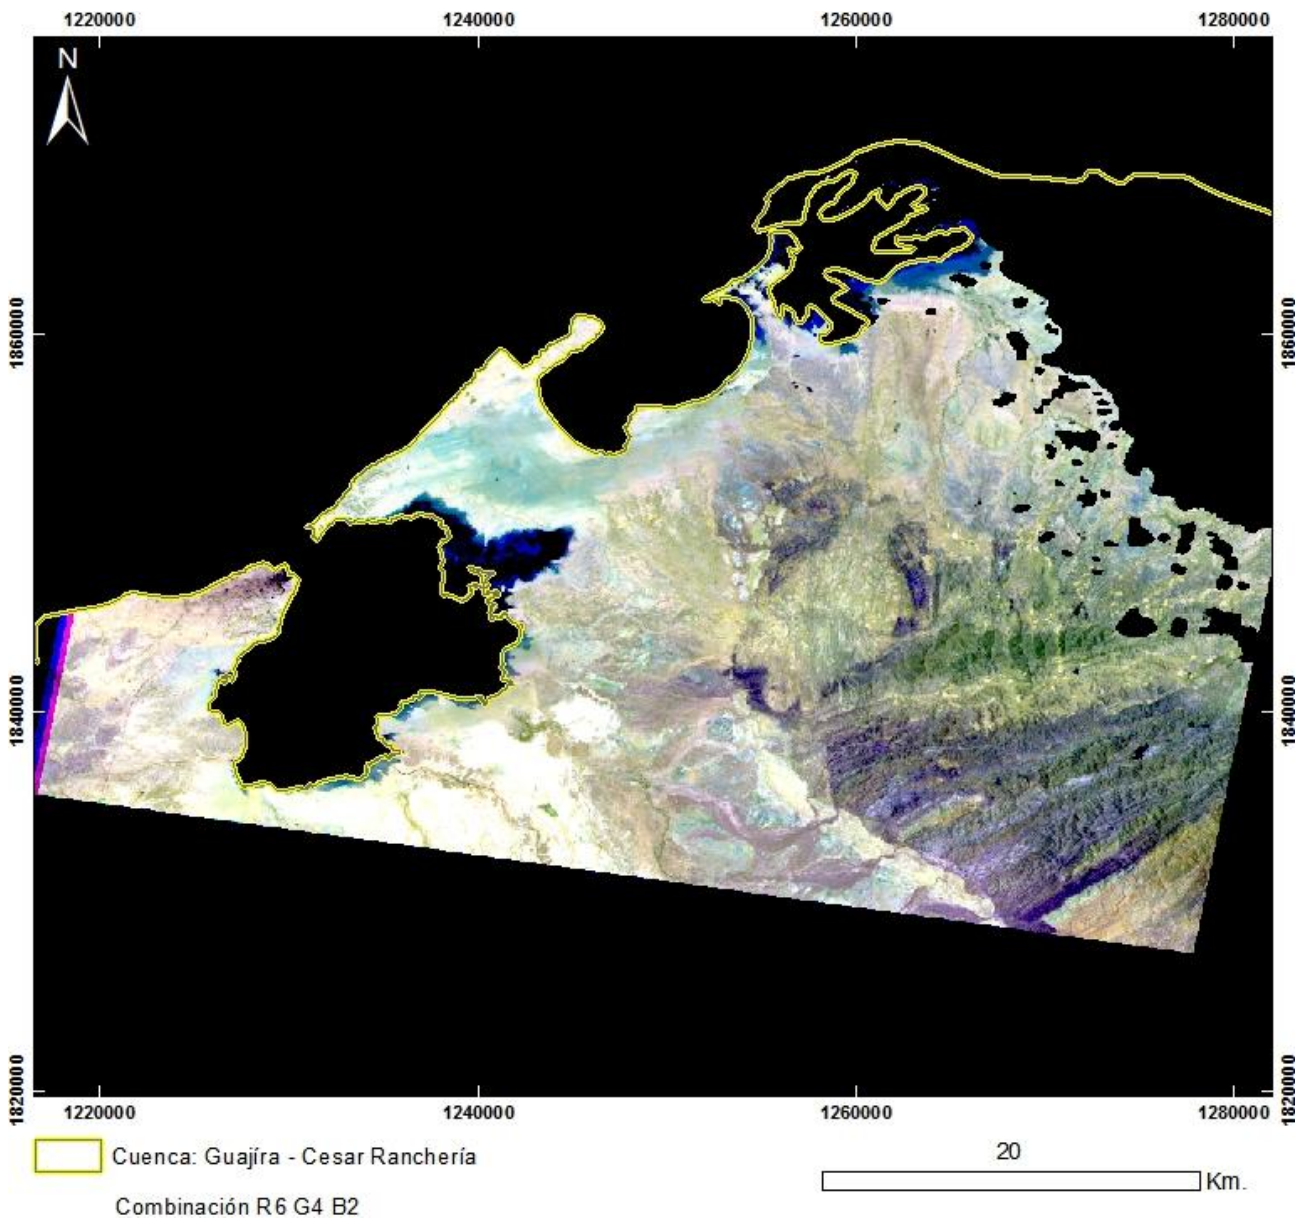 1220000 1240000 1260000 1280000
N
1860000 1860000
1840000 1840000
1820000 1820000
1220000 1240000 1260000 1280000
Cuenca: Guajíra - Cesar Ranchería
20
Km.
Combinación R6 G4 B2